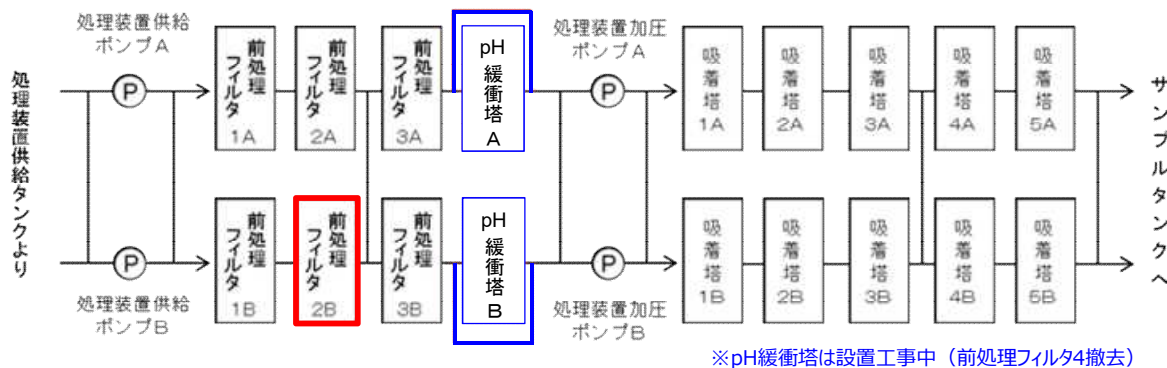 処理装置供給タンクより
処理装置供給
ポンプA
P
前処理
フィルタ
1A
前処理
フィルタ
2A
前処理
フィルタ
3A
pH
緩衝塔
A
処理装置加圧
ポンプA
P
吸着塔
1A
吸着塔
2A
吸着塔
3A
吸着塔
4A
吸着塔
5A
サンプルタンクへ
P
処理装置供給
ポンプB
前処理
フィルタ
1B
前処理
フィルタ
2B
前処理
フィルタ
3B
pH
緩衝塔
B
P
処理装置加圧
ポンプB
吸着塔
1B
吸着塔
2B
吸着塔
3B
吸着塔
4B
吸着塔
5B
※pH緩衝塔は設置工事中（前処理フィルタ4撤去）